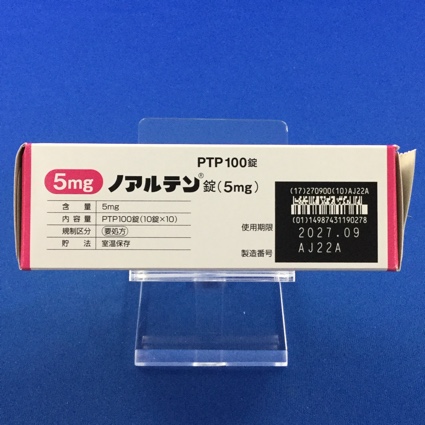 PTP 100錠
5mg ノアルテン®錠(5mg)
含 量 5mg
内 容 量 PTP100錠(10錠×10)
規制区分 要処方
貯 法 室温保存
使用期限
製造番号
(17)270900(10)AJ22A
(01)14987431190278
2027.09
AJ22A